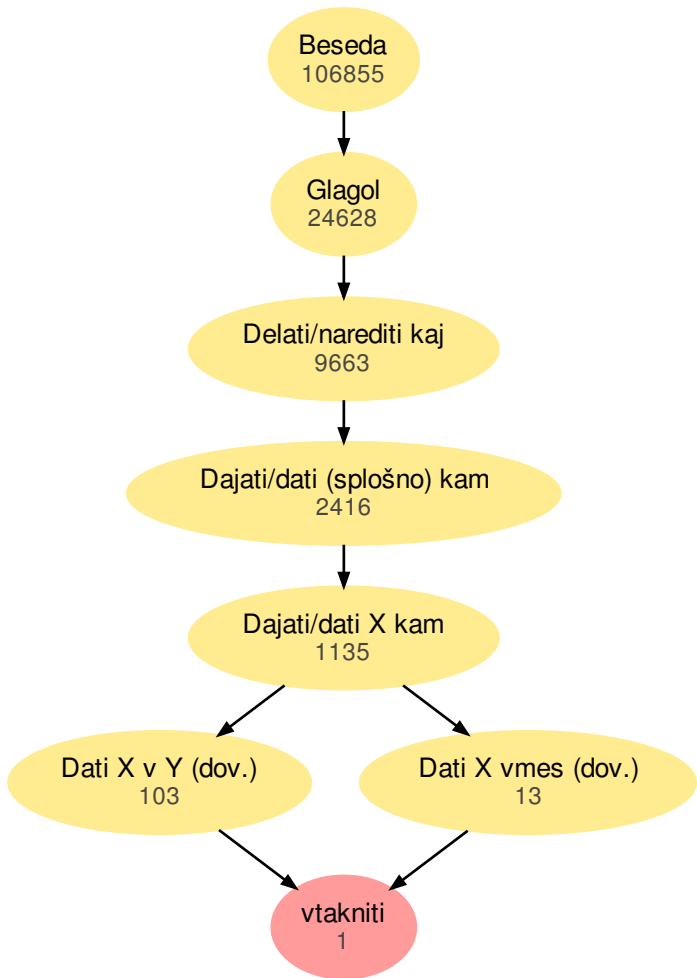 Beseda
106855
Glagol
24628
Delati/narediti kaj
9663
Dajati/dati (splošno) kam
2416
Dajati/dati X kam
1135
Dati X v Y (dov.)
103
Dati X vmes (dov.)
13
vtakniti
1